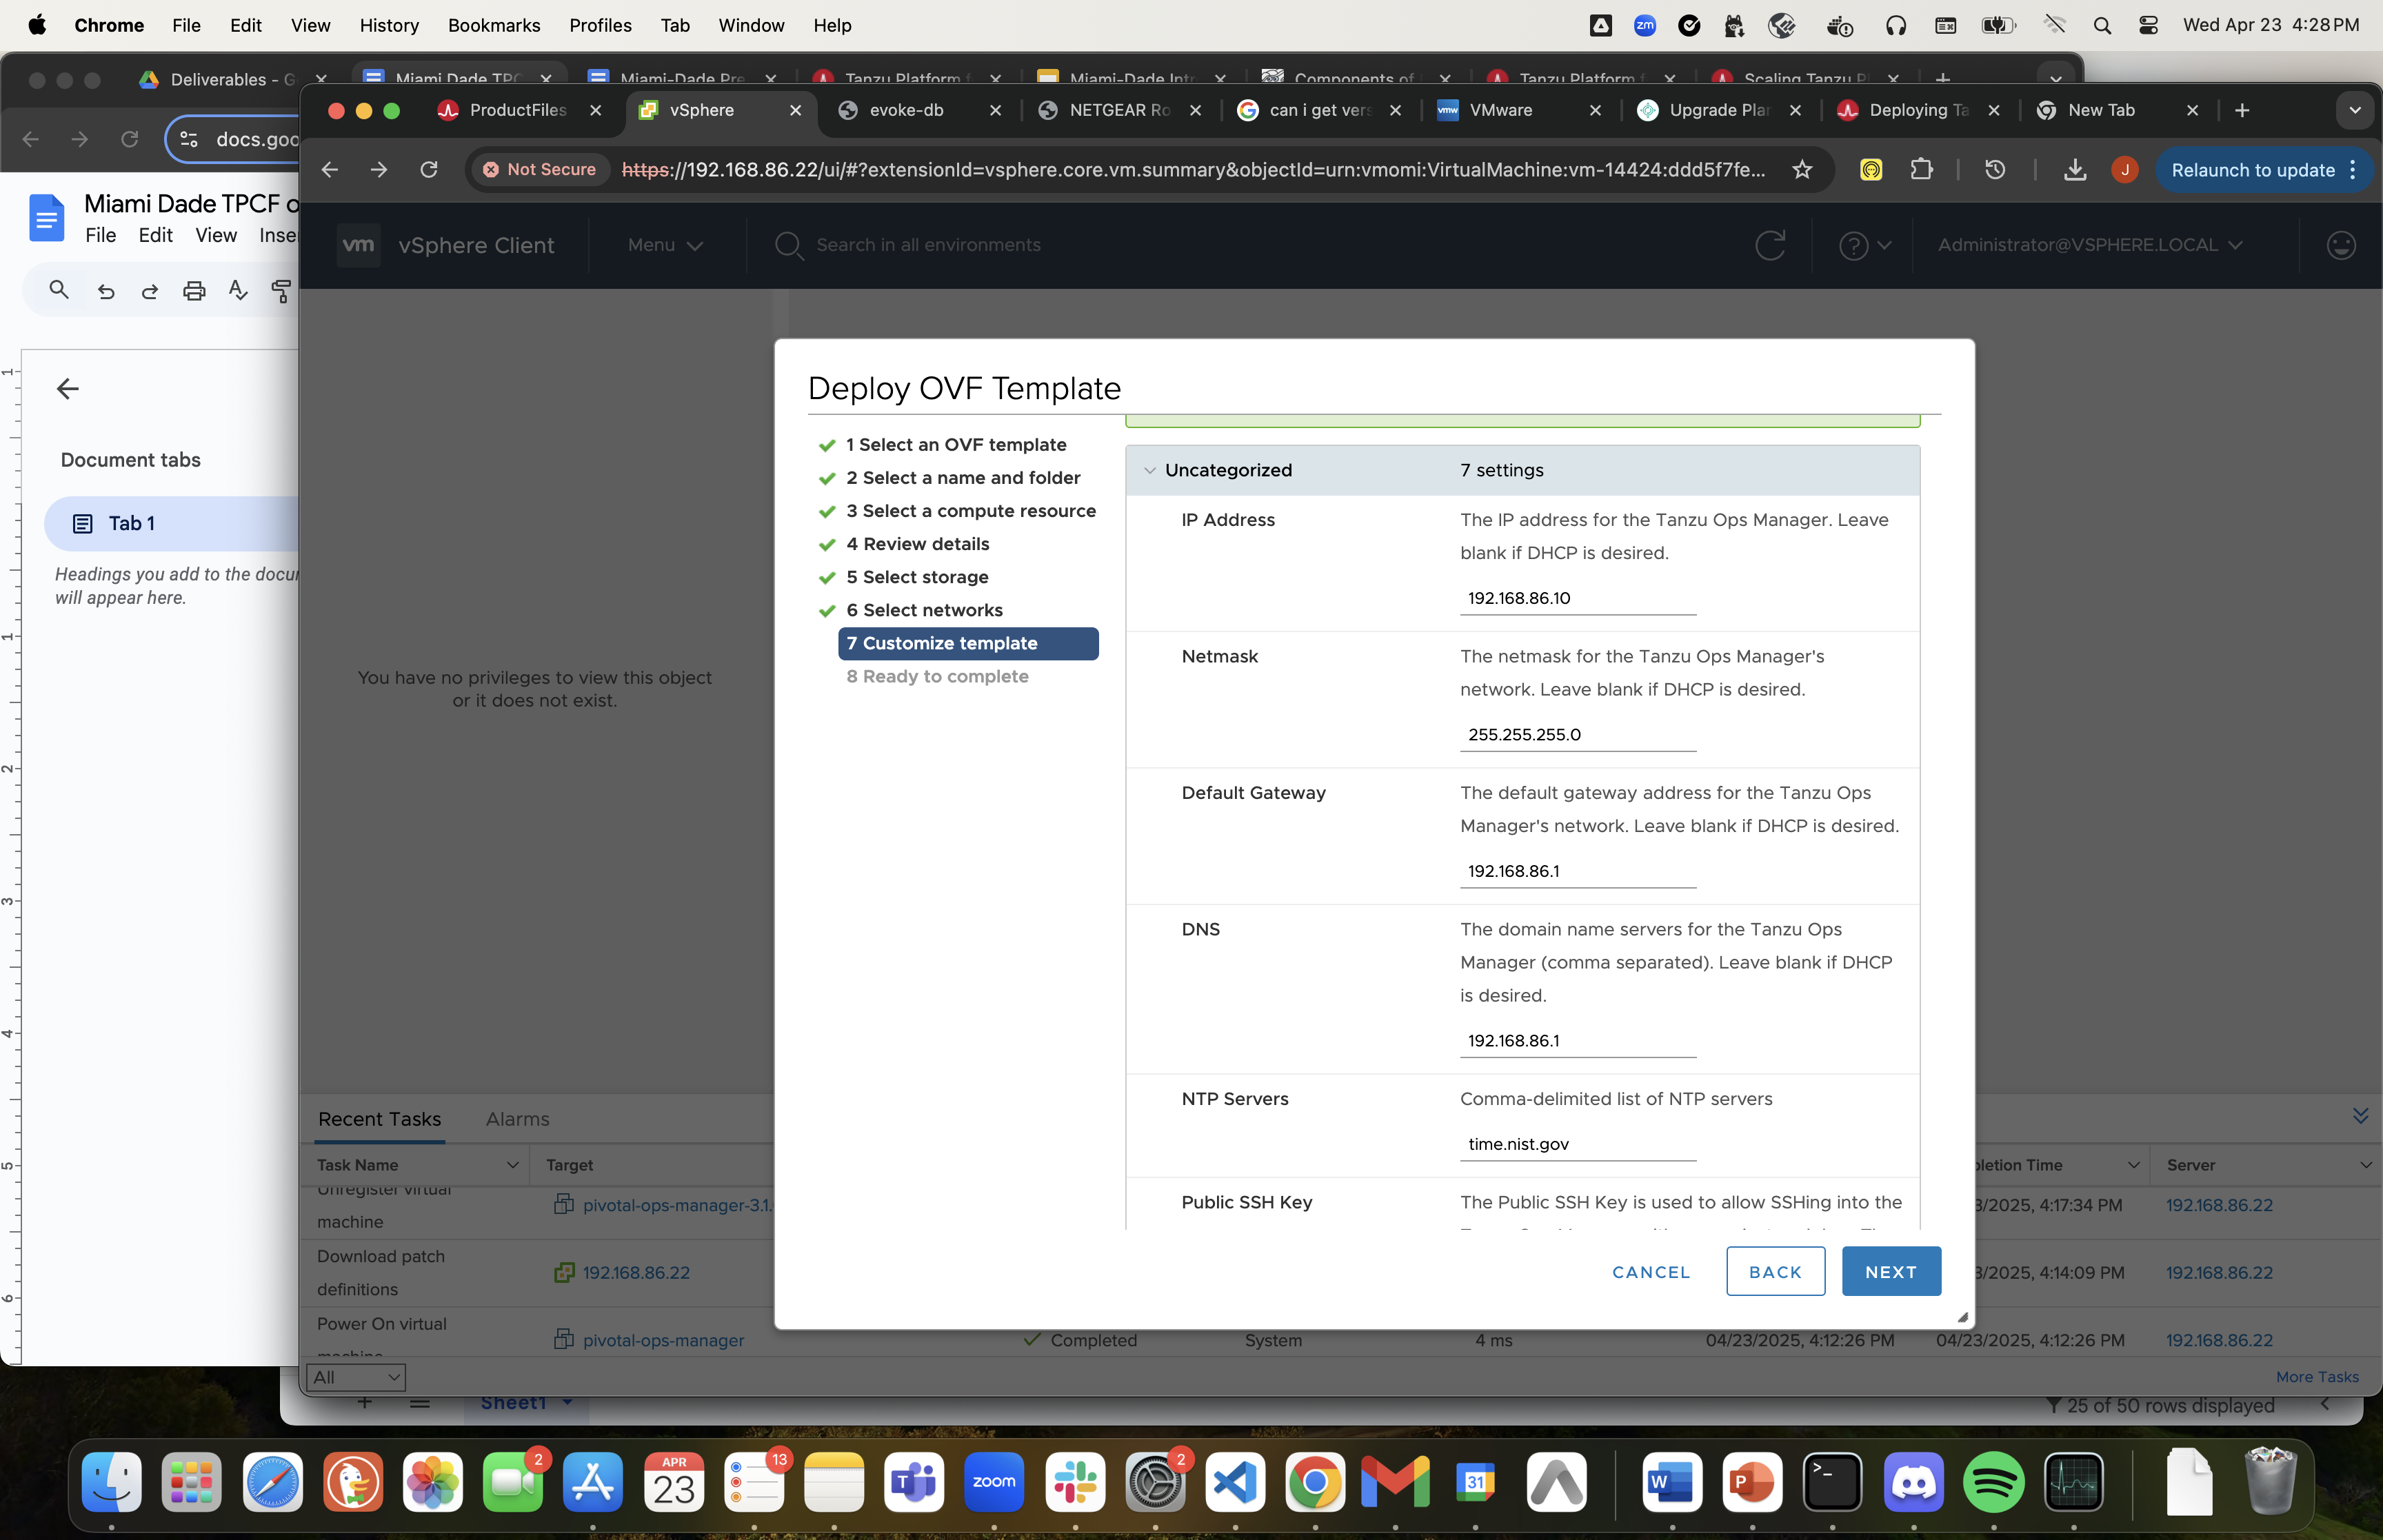 Chrome File Edit View History Bookmarks Profiles Tab Window Help
zm
Wed Apr 23 4:28 PM
Deliverables - G
Miami Dade TPC
Miami-Dade Pre
Tanzu Platform f
Miami-Dade Intr
Components of
Tanzu Platform f
Scaling Tanzu Pl
ProductFiles
vSphere
evoke-db
NETGEAR Ro
can i get vers
vmw VMware
Upgrade Plan
Deploying Ta
New Tab
docs.goo
Not Secure https://192.168.86.22/ui/#?extensionId=vsphere.core.vm.summary&objectId=urn:vmomi:VirtualMachine:vm-14424:ddd5f7fe...
J
Relaunch to update
Miami Dade TPCF o
File Edit View Inser
vm vSphere Client
Menu
Search in all environments
Administrator@VSPHERE.LOCAL
Document tabs
Tab 1
Headings you add to the docu
will appear here.
You have no privileges to view this object
or it does not exist.
Deploy OVF Template
1 Select an OVF template
2 Select a name and folder
3 Select a compute resource
4 Review details
5 Select storage
6 Select networks
7 Customize template
8 Ready to complete
Uncategorized 7 settings
IP Address
The IP address for the Tanzu Ops Manager. Leave
blank if DHCP is desired.
192.168.86.10
Netmask
The netmask for the Tanzu Ops Manager's
network. Leave blank if DHCP is desired.
255.255.255.0
Default Gateway
The default gateway address for the Tanzu Ops
Manager's network. Leave blank if DHCP is desired.
192.168.86.1
DNS
The domain name servers for the Tanzu Ops
Manager (comma separated). Leave blank if DHCP
is desired.
192.168.86.1
NTP Servers
Comma-delimited list of NTP servers
time.nist.gov
Public SSH Key
The Public SSH Key is used to allow SSHing into the
CANCEL BACK NEXT
Recent Tasks Alarms
Task Name Target
pletion Time Server
Unregister virtual
machine
pivotal-ops-manager-3.1.
3/2025, 4:17:34 PM 192.168.86.22
Download patch
definitions
192.168.86.22
3/2025, 4:14:09 PM 192.168.86.22
Power On virtual
machine
pivotal-ops-manager Completed System 4 ms 04/23/2025, 4:12:26 PM 04/23/2025, 4:12:26 PM 192.168.86.22
All
More Tasks
Sheet1
25 of 50 rows displayed
1
1
2
3
4
5
6
2
APR
23
13
T
zoom
2
31
W
P